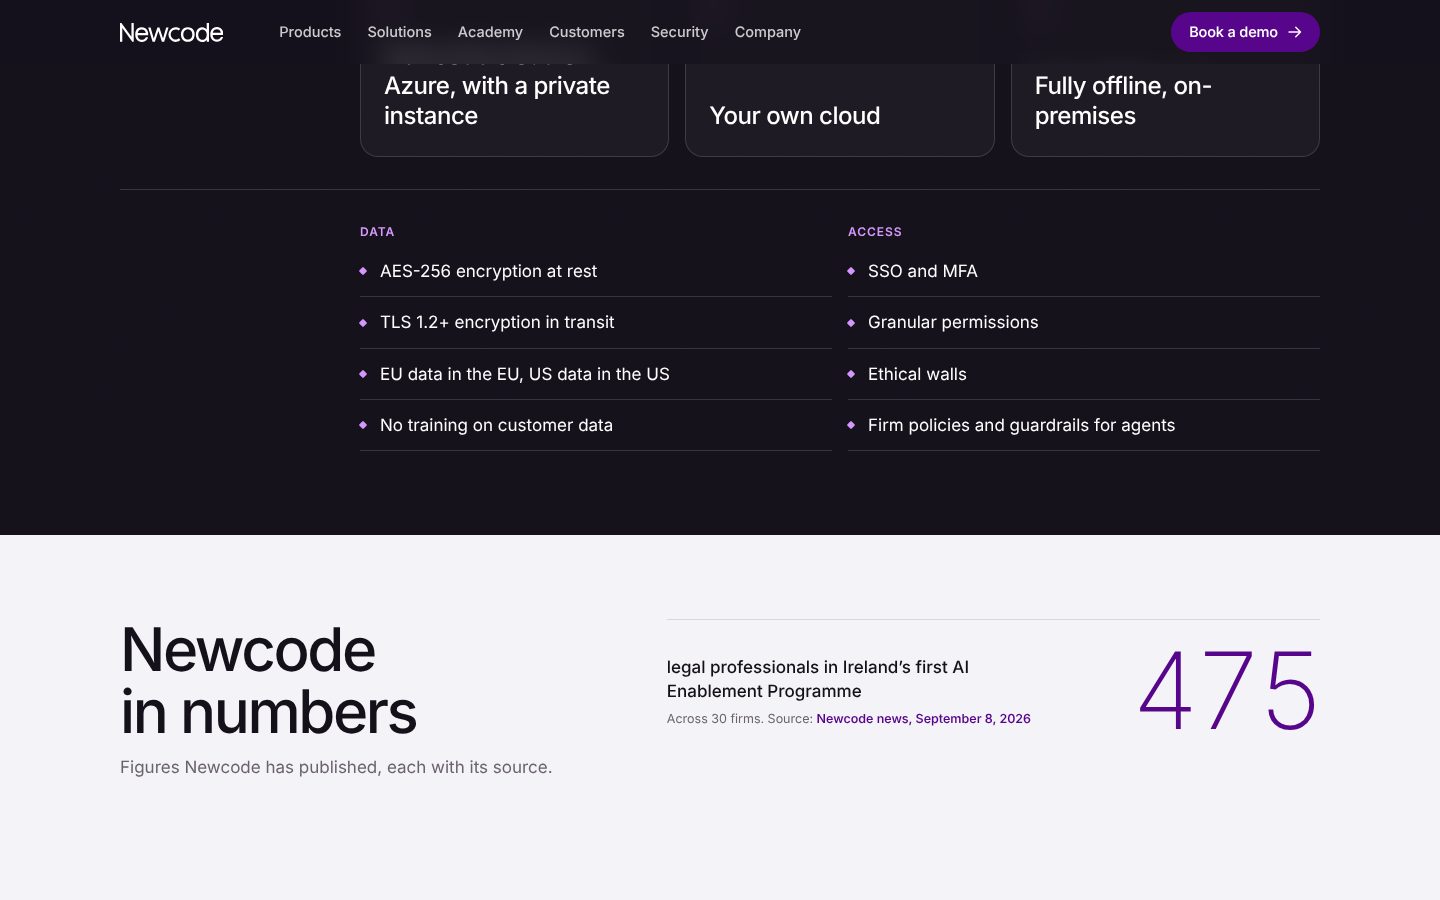 Newcode
Products
Solutions
Academy
Customers
Security
Company
Book a demo
Azure, with a private
instance
Your own cloud
Fully offline, on-
premises
DATA
AES-256 encryption at rest
TLS 1.2+ encryption in transit
EU data in the EU, US data in the US
No training on customer data
ACCESS
SSO and MFA
Granular permissions
Ethical walls
Firm policies and guardrails for agents
Newcode
in numbers
Figures Newcode has published, each with its source.
legal professionals in Ireland’s first AI
Enablement Programme
Across 30 firms. Source: Newcode news, September 8, 2026
475